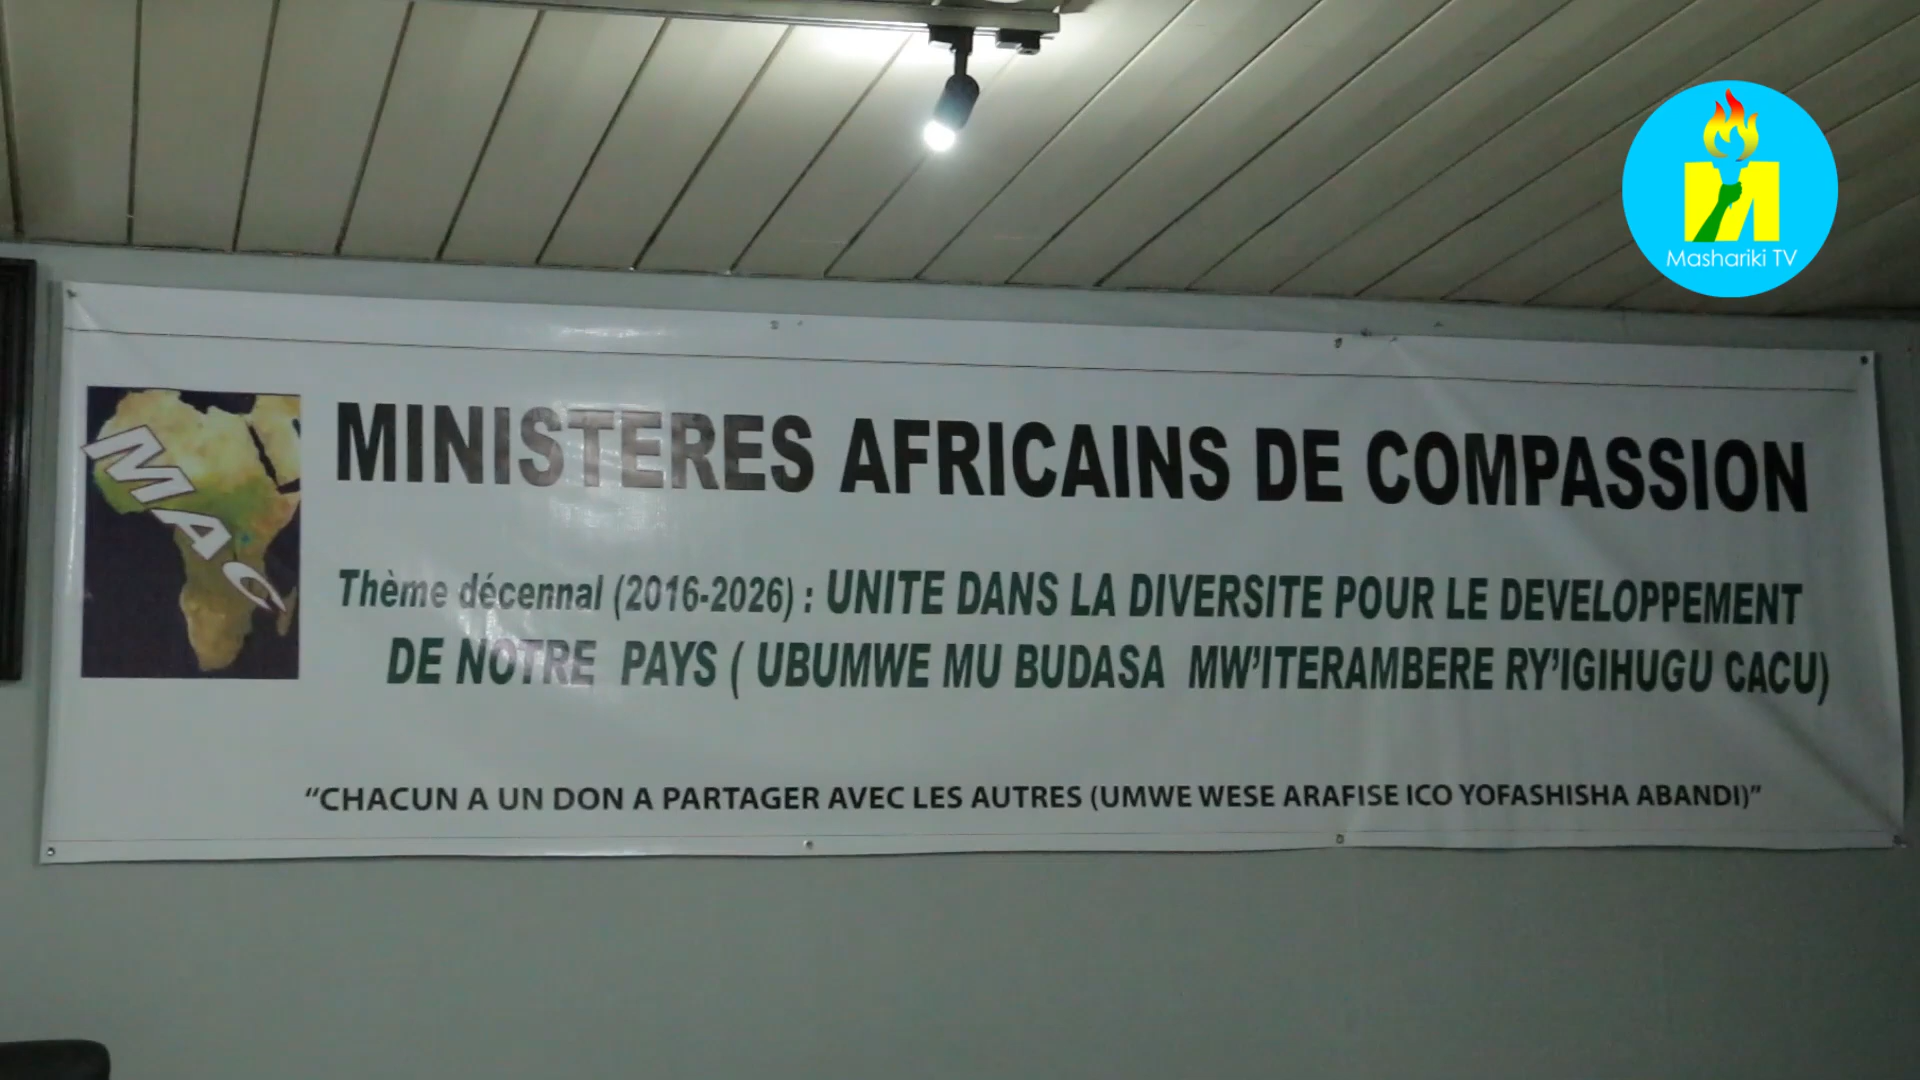 Mashariki TV
MAC
MINISTERES AFRICAINS DE COMPASSION
Thème décennal (2016-2026) : UNITE DANS LA DIVERSITE POUR LE DEVELOPPEMENT
DE NOTRE PAYS ( UBUMWE MU BUDASA MW'ITERAMBERE RY'IGIHUGU CACU)
"CHACUN A UN DON A PARTAGER AVEC LES AUTRES (UMWE WESE ARAFISE ICO YOFASHISHA ABANDI)"